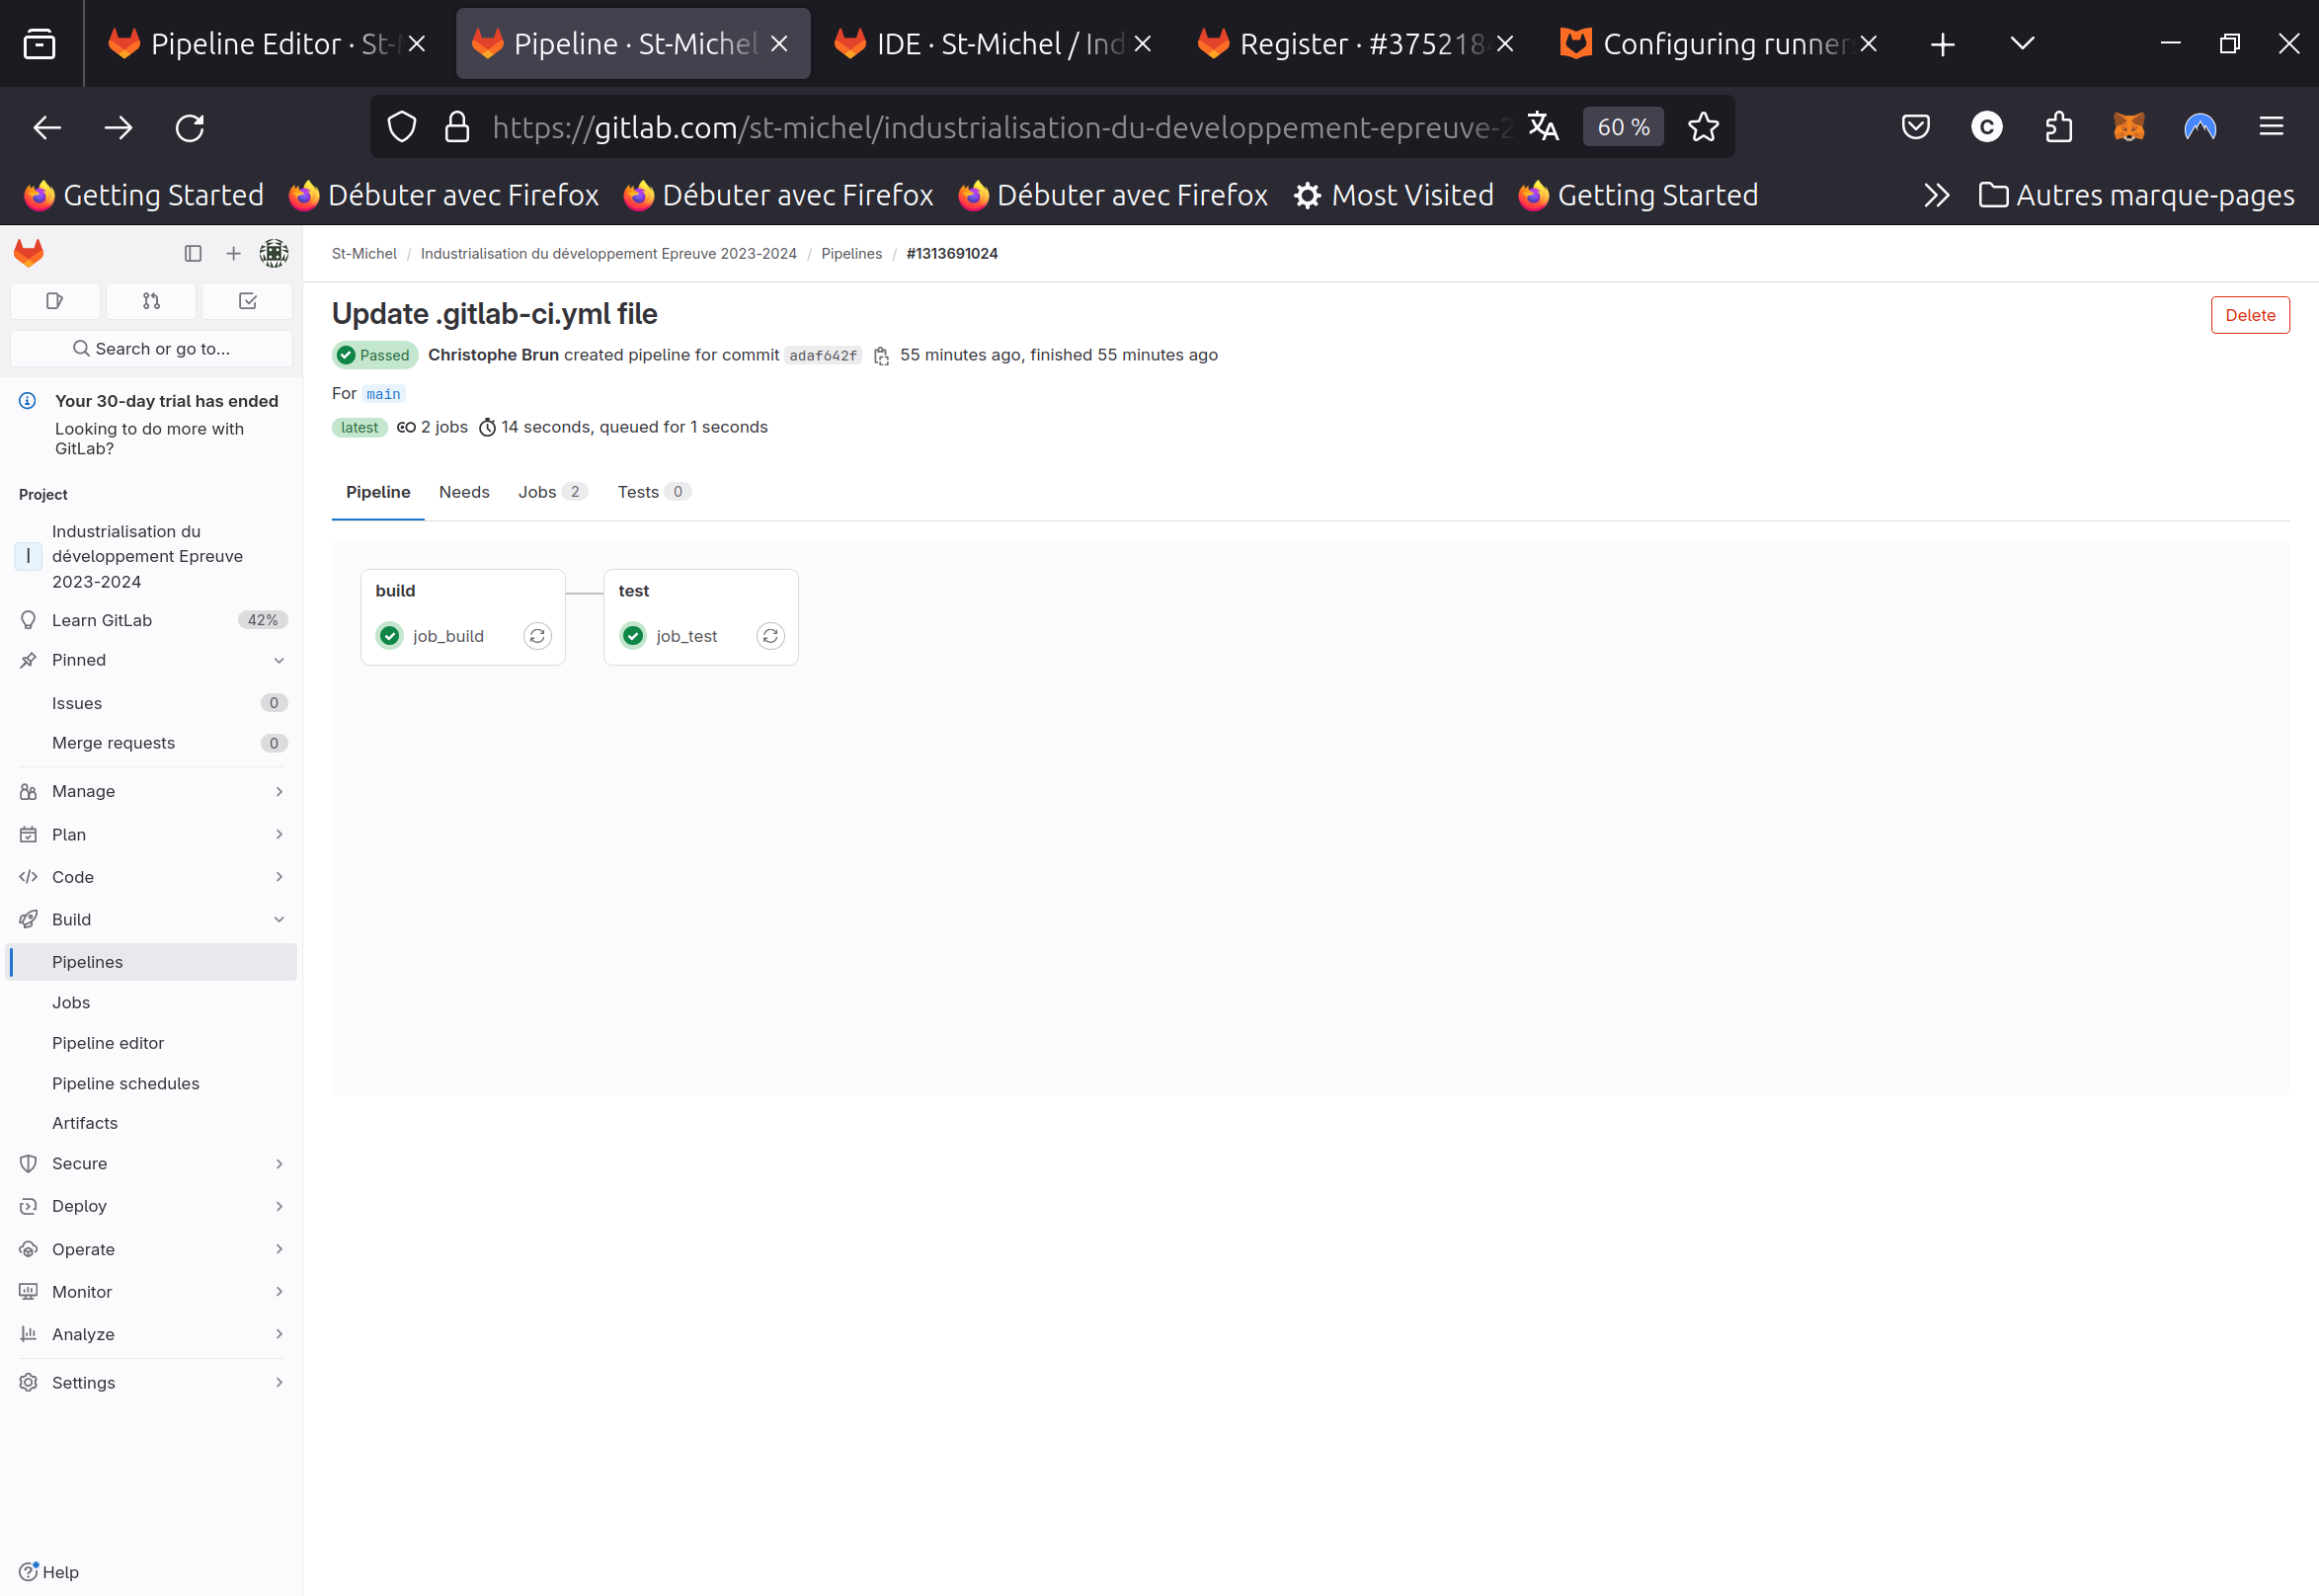 Pipeline Editor · St-M
Pipeline · St-Michel
IDE · St-Michel / Ind
Register · #3752184
Configuring runners
https://gitlab.com/st-michel/industrialisation-du-developpement-epreuve-2
60 %
C
Getting Started
Débuter avec Firefox
Débuter avec Firefox
Débuter avec Firefox
Most Visited
Getting Started
Autres marque-pages
St-Michel / Industrialisation du développement Epreuve 2023-2024 / Pipelines / #1313691024
Search or go to...
Your 30-day trial has ended
Looking to do more with
GitLab?
Project
I
Industrialisation du
développement Epreuve
2023-2024
Learn GitLab 42%
Pinned
Issues 0
Merge requests 0
Manage
Plan
Code
Build
Pipelines
Jobs
Pipeline editor
Pipeline schedules
Artifacts
Secure
Deploy
Operate
Monitor
Analyze
Settings
Help
Update .gitlab-ci.yml file
Delete
Passed Christophe Brun created pipeline for commit adaf642f 55 minutes ago, finished 55 minutes ago
For main
latest 2 jobs 14 seconds, queued for 1 seconds
Pipeline Needs Jobs 2 Tests 0
build
job_build
test
job_test